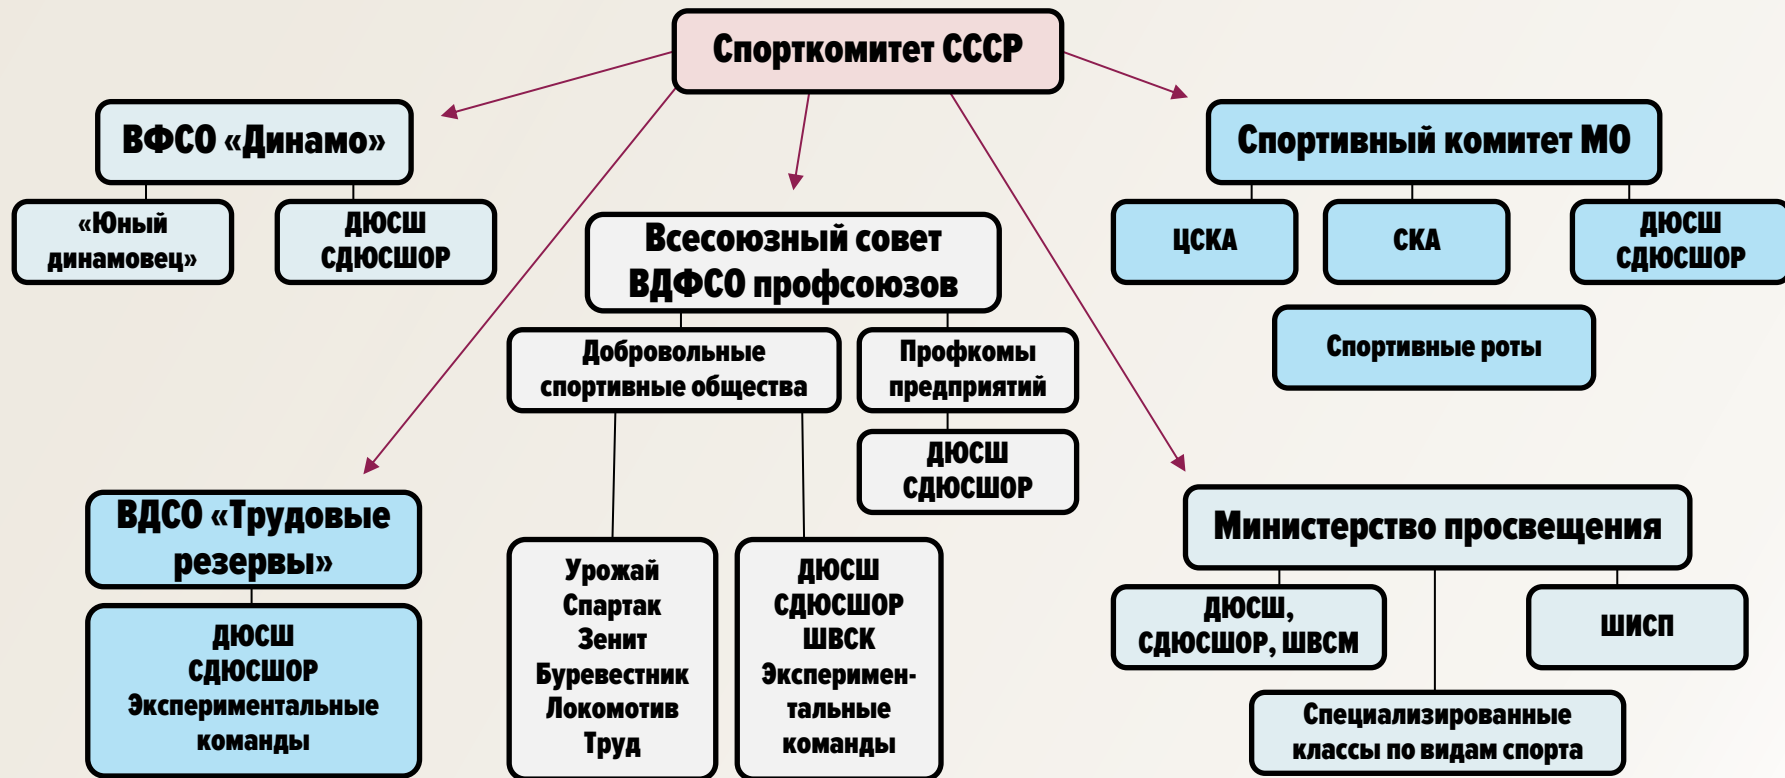 Спорткомитет СССР
ВФСО «Динамо»
«Юный
динамовец»
ДЮСШ
СДЮСШОР
Спортивный комитет МО
ЦСКА
СКА
ДЮСШ
СДЮСШОР
Спортивные роты
Всесоюзный совет
ВДФСО профсоюзов
Добровольные
спортивные общества
Профкомы
предприятий
ДЮСШ
СДЮСШОР
Урожай
Спартак
Зенит
Буревестник
Локомотив
Труд
ДЮСШ
СДЮСШОР
ШВСК
Эксперимен-
тальные
команды
ВДСО «Трудовые
резервы»
ДЮСШ
СДЮСШОР
Экспериментальные
команды
Министерство просвещения
ДЮСШ,
СДЮСШОР, ШВСМ
ШИСП
Специализированные
классы по видам спорта